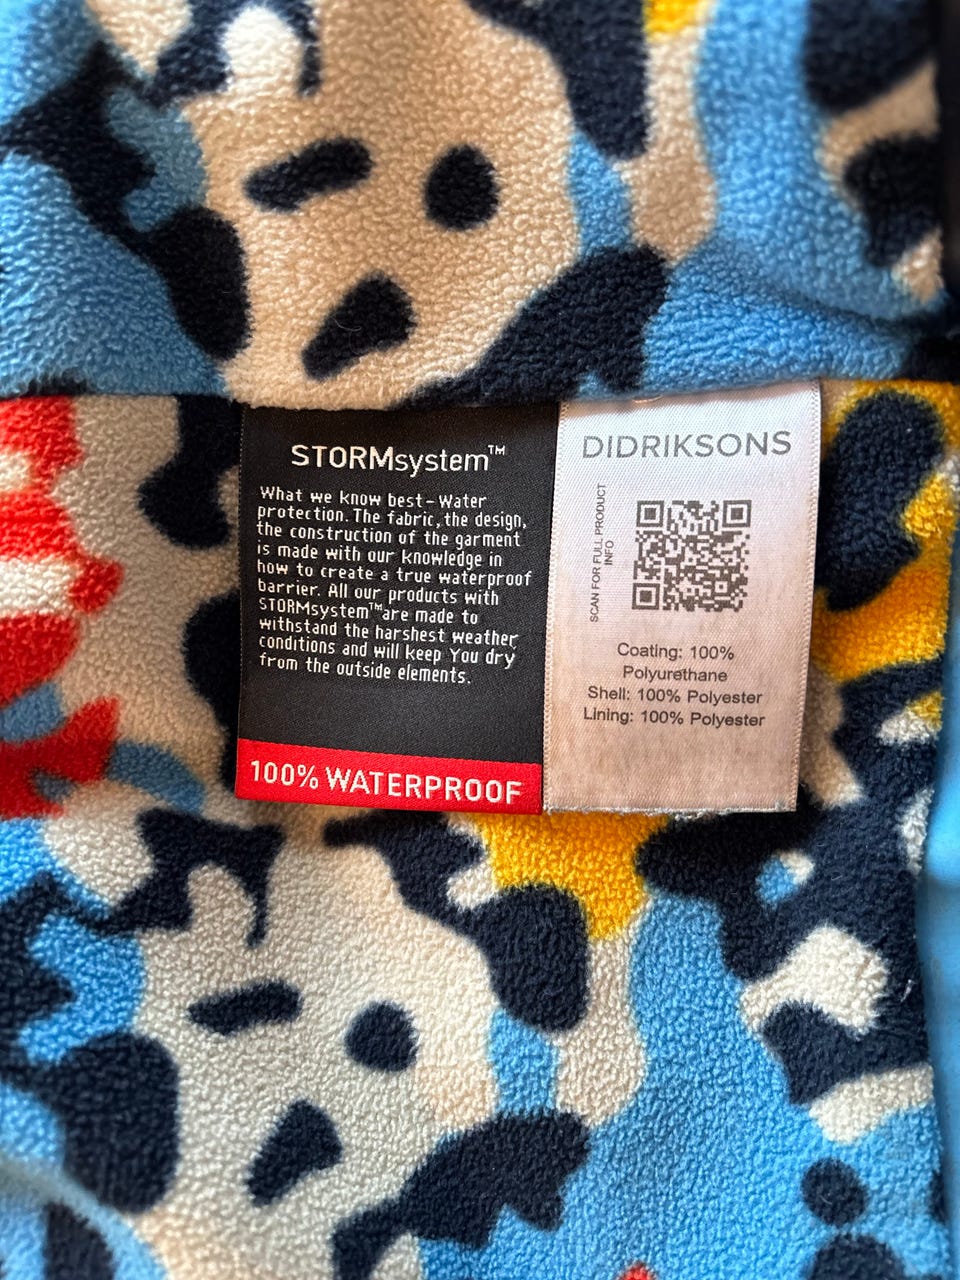 STORMsystem™
What we know best - Water
protection. The fabric, the design,
the construction of the garment
is made with our knowledge in
how to create a true waterproof
barrier. All our products with
STORMsystem™are made to
withstand the harshest weather
conditions and will keep You dry
from the outside elements.
100% WATERPROOF
DIDRIKSONS
SCAN FOR FULL PRODUCT
INFO
Coating: 100%
Polyurethane
Shell: 100% Polyester
Lining: 100% Polyester